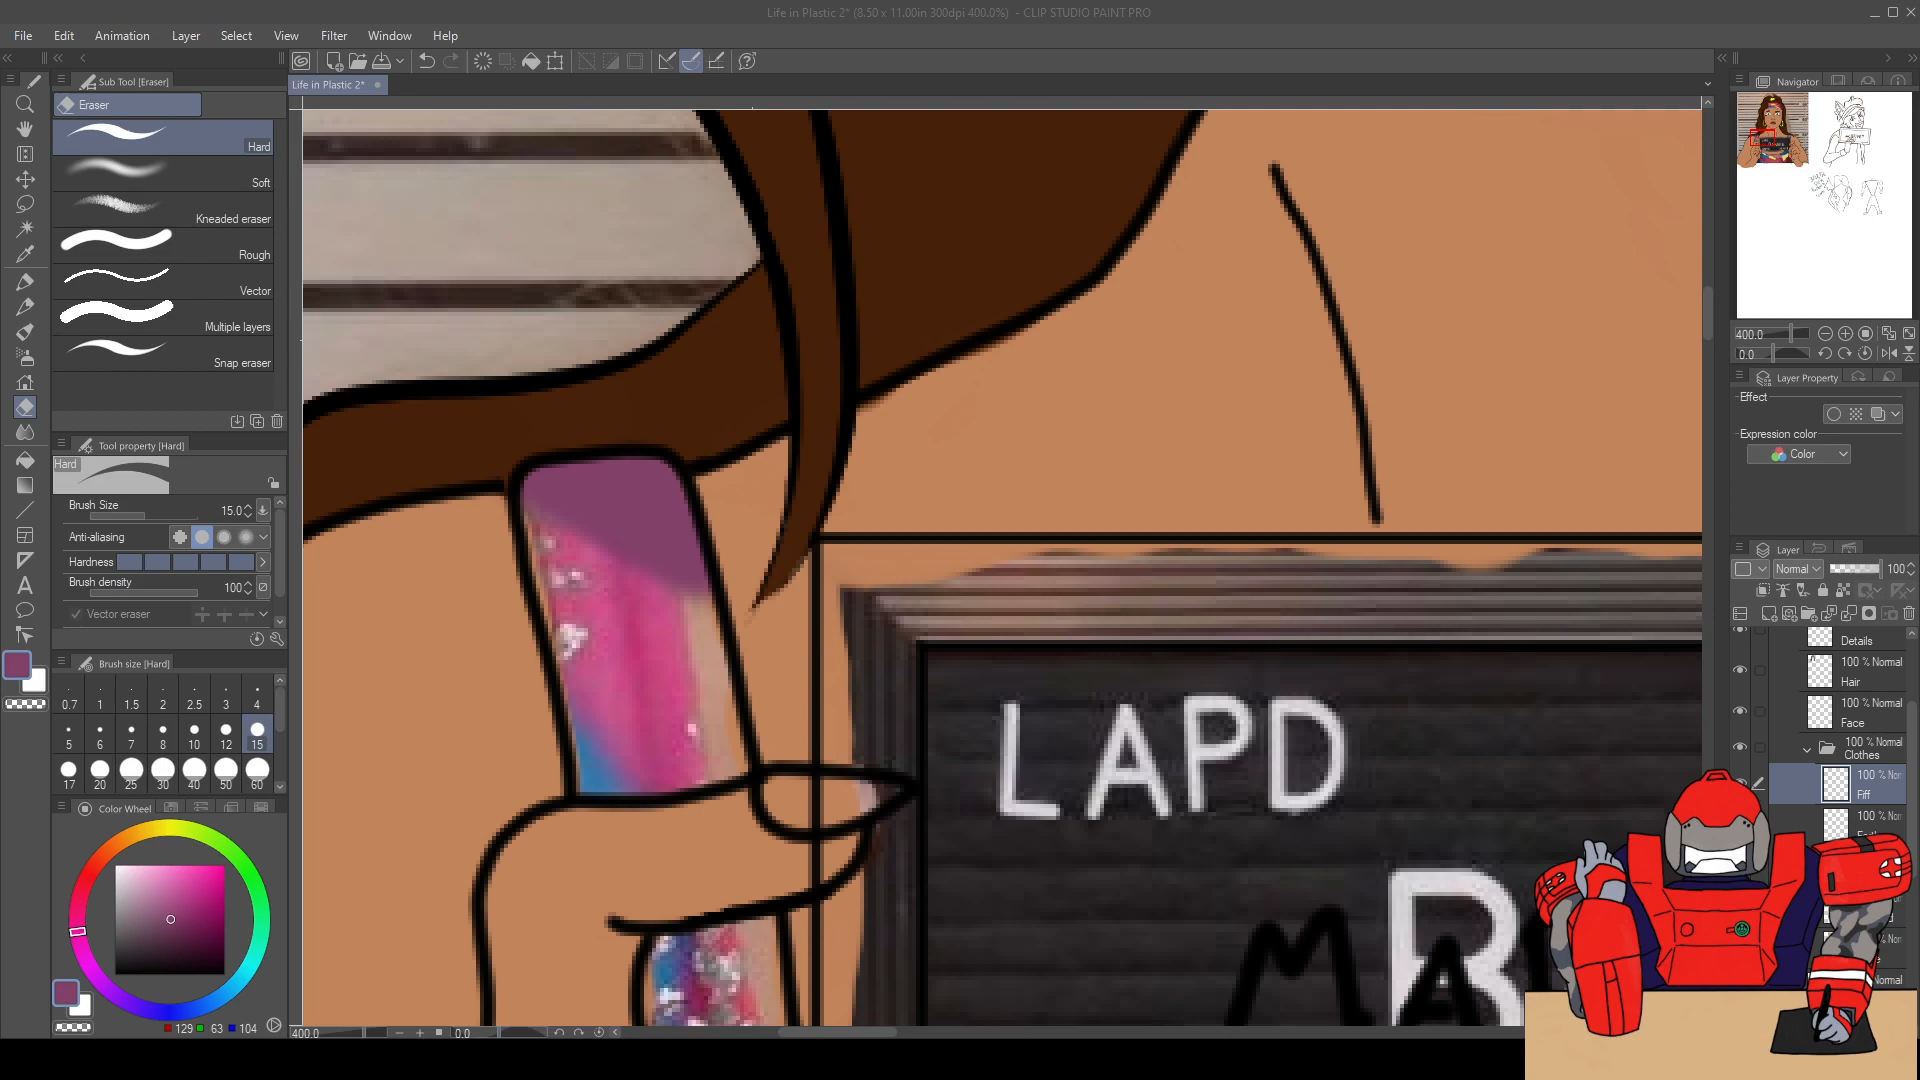 Life in Plastic 2* (8.50 x 11.00in 300dpi 400.0%) - CLIP STUDIO PAINT PRO
File Edit Animation Layer Select View Filter Window Help
Life in Plastic 2*
Sub Tool [Eraser]
Eraser
Hard
Soft
Kneaded eraser
Rough
Vector
Multiple layers
Snap eraser
Tool property [Hard]
Hard
Brush Size 15.0
Anti-aliasing
Hardness
Brush density 100
Vector eraser
Brush size [Hard]
0.7 1 1.5 2 2.5 3 4
5 6 7 8 10 12 15
17 20 25 30 40 50 60
Color Wheel
129 63 104
LAPD
400.0 0.0
Navigator
400.0
0.0
Layer Property
Effect
Expression color
Color
Layer
Normal 100
Details
100 % Normal
Hair
100 % Normal
Face
100 % Normal
Clothes
100 % Nor
Fiff
100 % Nor
Normal